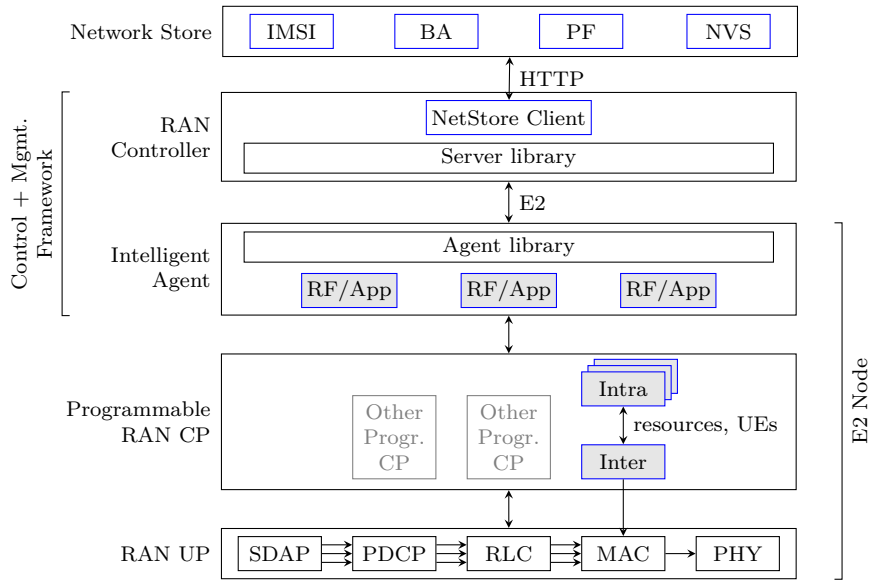 Network Store
IMSI
BA
PF
NVS
HTTP
RAN
Controller
NetStore Client
Server library
Control + Mgmt.
Framework
E2
Intelligent
Agent
Agent library
RF/App
RF/App
RF/App
Programmable
RAN CP
Other
Progr.
CP
Other
Progr.
CP
Intra
resources, UEs
Inter
E2 Node
RAN UP
SDAP
PDCP
RLC
MAC
PHY